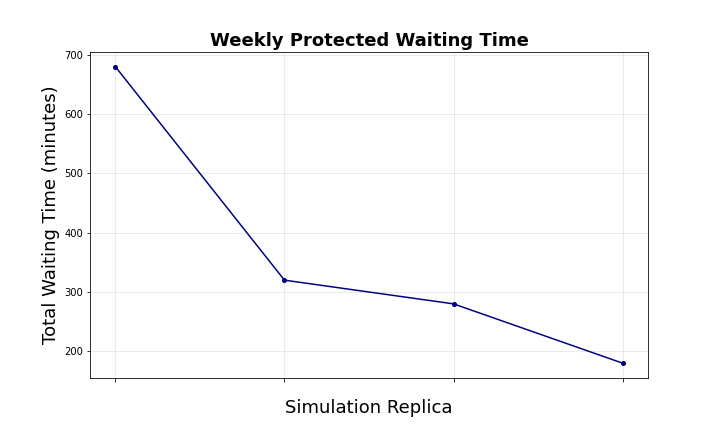 Weekly Protected Waiting Time
700
600
500
400
300
200
Total Waiting Time (minutes)
Simulation Replica